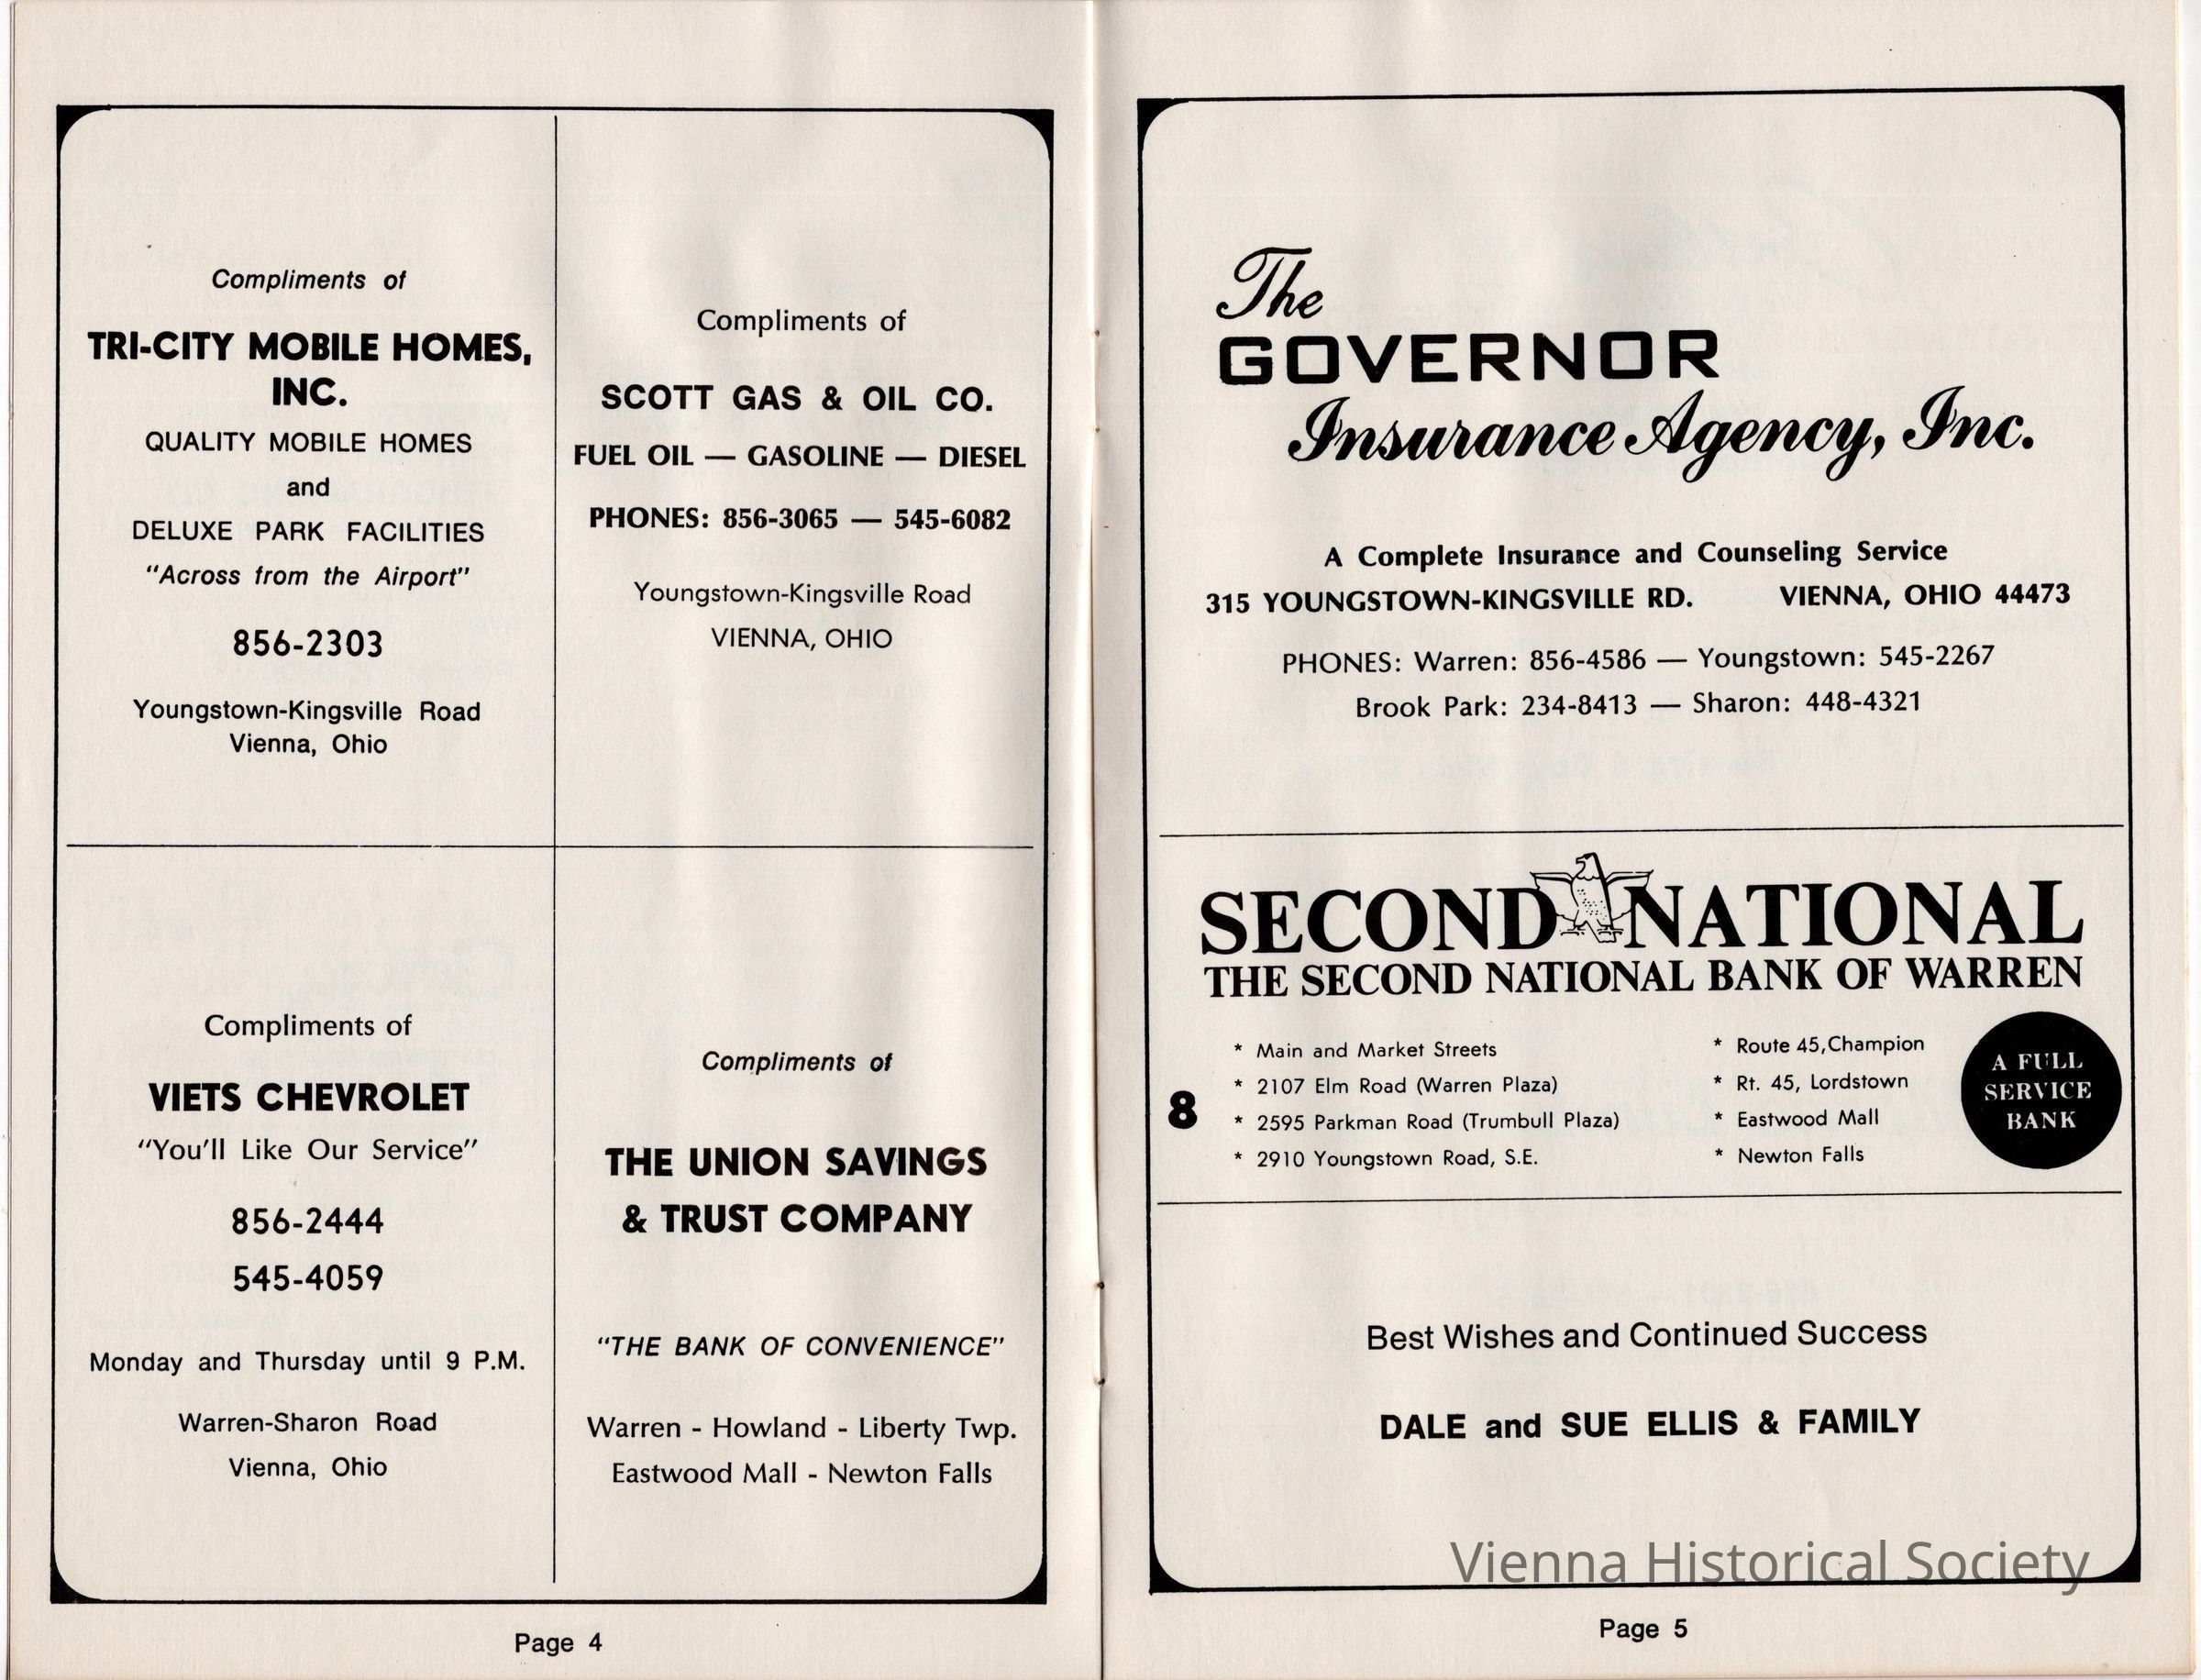 Compliments of
TRI-CITY MOBILE HOMES,
INC.
QUALITY MOBILE HOMES
and
DELUXE PARK FACILITIES
"Across from the Airport"
856-2303
Youngstown-Kingsville Road
Vienna, Ohio
Compliments of
SCOTT GAS & OIL CO.
FUEL OIL — GASOLINE — DIESEL
PHONES: 856-3065 — 545-6082
Youngstown-Kingsville Road
VIENNA, OHIO
Compliments of
VIETS CHEVROLET
"You'll Like Our Service"
856-2444
545-4059
Monday and Thursday until 9 P.M.
Warren-Sharon Road
Vienna, Ohio
Compliments of
THE UNION SAVINGS
& TRUST COMPANY
"THE BANK OF CONVENIENCE"
Warren - Howland - Liberty Twp.
Eastwood Mall - Newton Falls
Page 4
The
GOVERNOR
Insurance Agency, Inc.
A Complete Insurance and Counseling Service
315 YOUNGSTOWN-KINGSVILLE RD. VIENNA, OHIO 44473
PHONES: Warren: 856-4586 — Youngstown: 545-2267
Brook Park: 234-8413 — Sharon: 448-4321
SECOND NATIONAL
THE SECOND NATIONAL BANK OF WARREN
8
* Main and Market Streets
* 2107 Elm Road (Warren Plaza)
* 2595 Parkman Road (Trumbull Plaza)
* 2910 Youngstown Road, S.E.
* Route 45,Champion
* Rt. 45, Lordstown
* Eastwood Mall
* Newton Falls
A FULL
SERVICE
BANK
Best Wishes and Continued Success
DALE and SUE ELLIS & FAMILY
Vienna Historical Society
Page 5